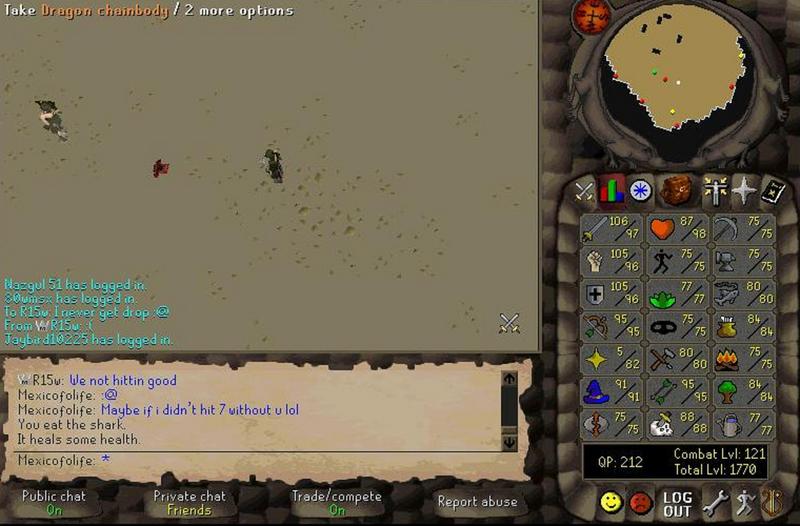 Take Dragon chainbody / 2 more options
Nazgul 51 has logged in.
80wmsx has logged in.
To R15w: I never get drop :@
From R15w: :(
Jaybird10225 has logged in.
R15w: We not hittin good
Mexicofolife: :@
Mexicofolife: Maybe if i didn't hit 7 without u lol
You eat the shark.
It heals some health.
Mexicofolife: *
Public chat
On
Private chat
Friends
Trade/compete
On
Report abuse
106/97 87/98 75/75
105/96 75/75 75/75
105/96 77/77 80/80
95/95 75/75 84/84
5/82 80/80 75/75
91/91 95/95 84/84
75/75 88/88 77/77
QP: 212
Combat Lvl: 121
Total Lvl: 1770
LOG
OUT